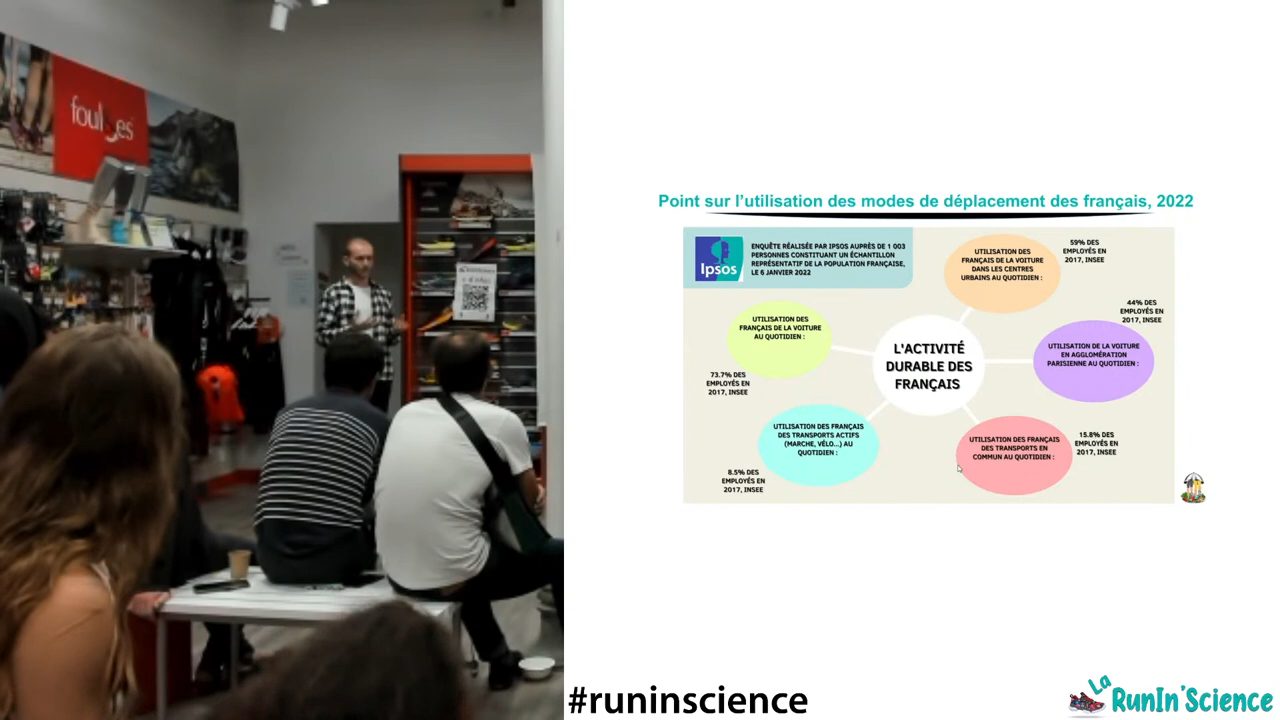 foulées
Point sur l'utilisation des modes de déplacement des français, 2022
Ipsos
ENQUÊTE RÉALISÉE PAR IPSOS AUPRÈS DE 1 003
PERSONNES CONSTITUANT UN ÉCHANTILLON
REPRÉSENTATIF DE LA POPULATION FRANÇAISE,
LE 6 JANVIER 2022
UTILISATION DES
FRANÇAIS DE LA VOITURE
DANS LES CENTRES
URBAINS AU QUOTIDIEN :
59% DES
EMPLOYÉS EN
2017, INSEE
44% DES
EMPLOYÉS EN
2017, INSEE
UTILISATION DES
FRANÇAIS DE LA VOITURE
AU QUOTIDIEN :
73.7% DES
EMPLOYÉS EN
2017, INSEE
L'ACTIVITÉ
DURABLE DES
FRANÇAIS
UTILISATION DE LA VOITURE
EN AGGLOMÉRATION
PARISIENNE AU QUOTIDIEN :
UTILISATION DES FRANÇAIS
DES TRANSPORTS ACTIFS
(MARCHE, VÉLO...) AU
QUOTIDIEN :
8.5% DES
EMPLOYÉS EN
2017, INSEE
UTILISATION DES FRANÇAIS
DES TRANSPORTS EN
COMMUN AU QUOTIDIEN :
15.8% DES
EMPLOYÉS EN
2017, INSEE
#runinscience
La
RunIn'Science